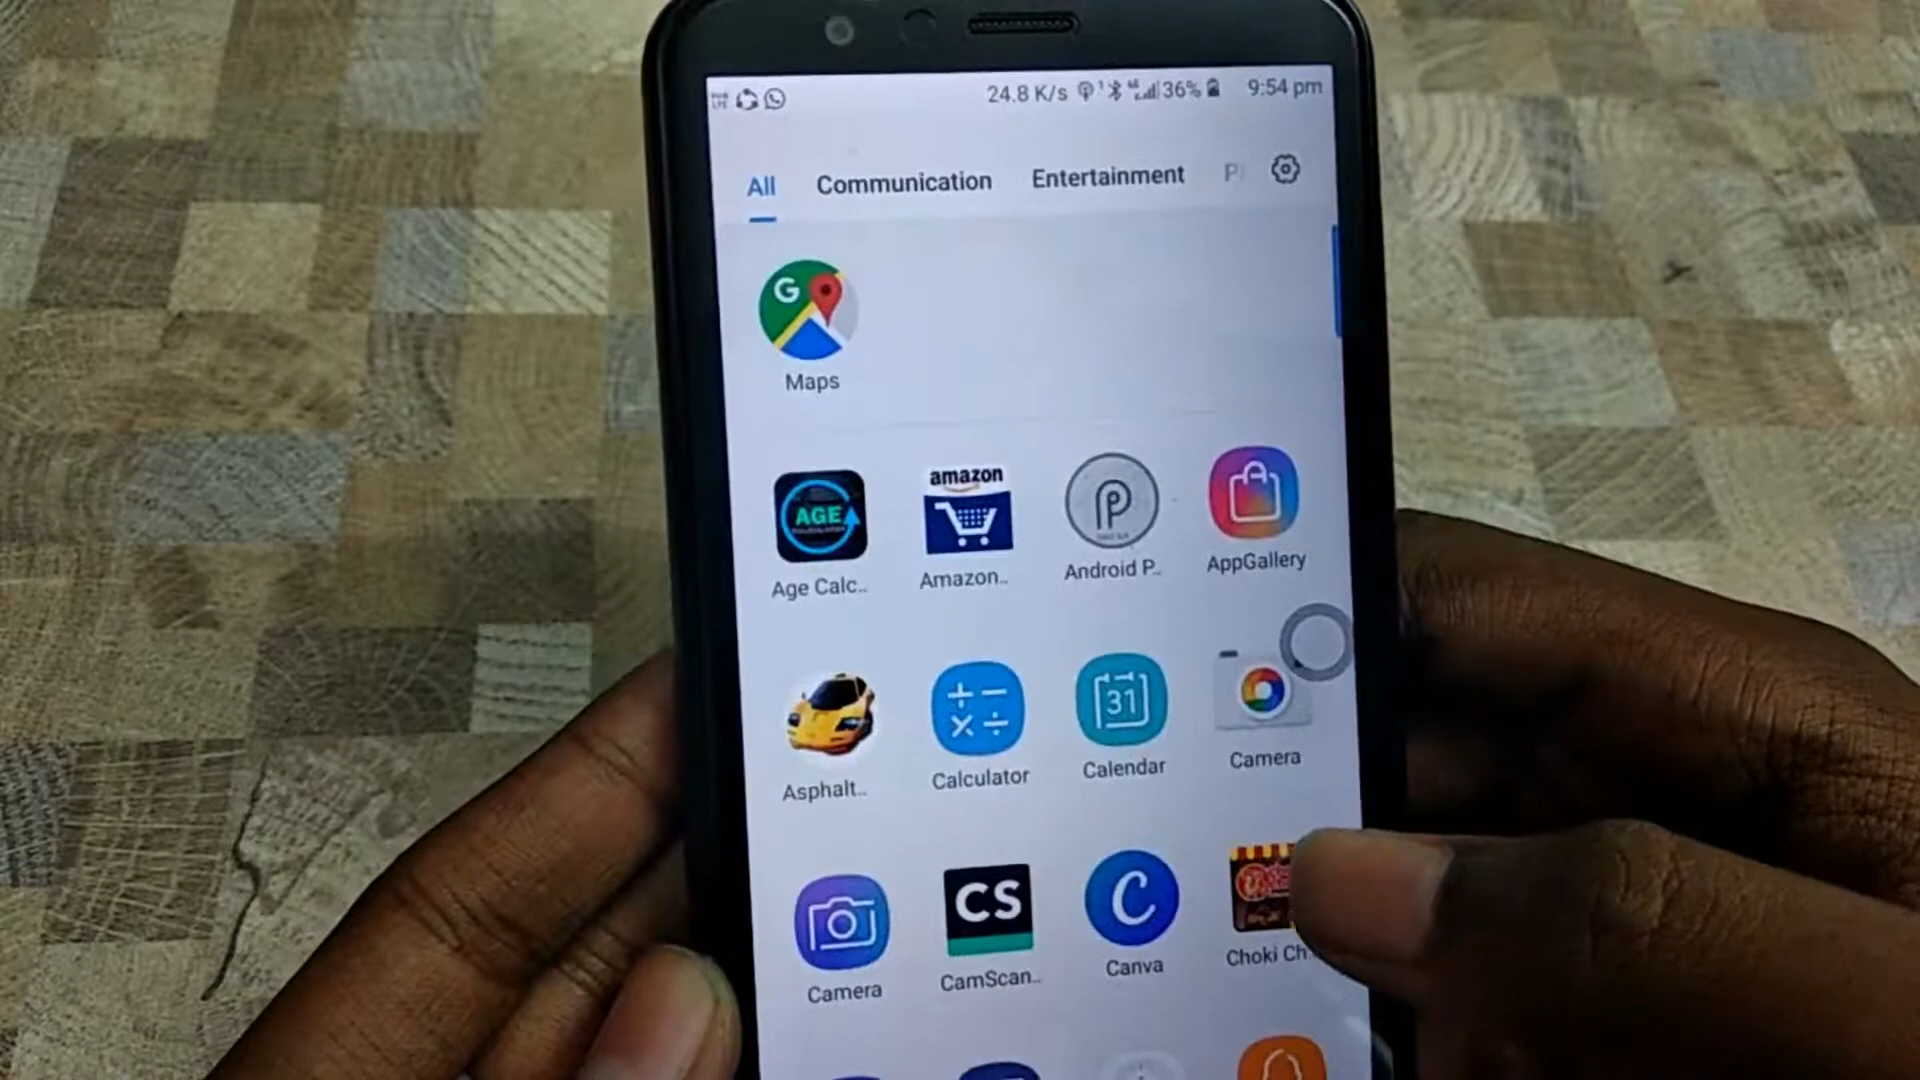 24.8 K/s 36% 9:54 pm
All Communication Entertainment
G
Maps
AGE amazon
Age Calc.. Amazon.. Android P.. AppGallery
31
Asphalt.. Calculator Calendar Camera
CS C
Camera CamScan.. Canva Choki Ch